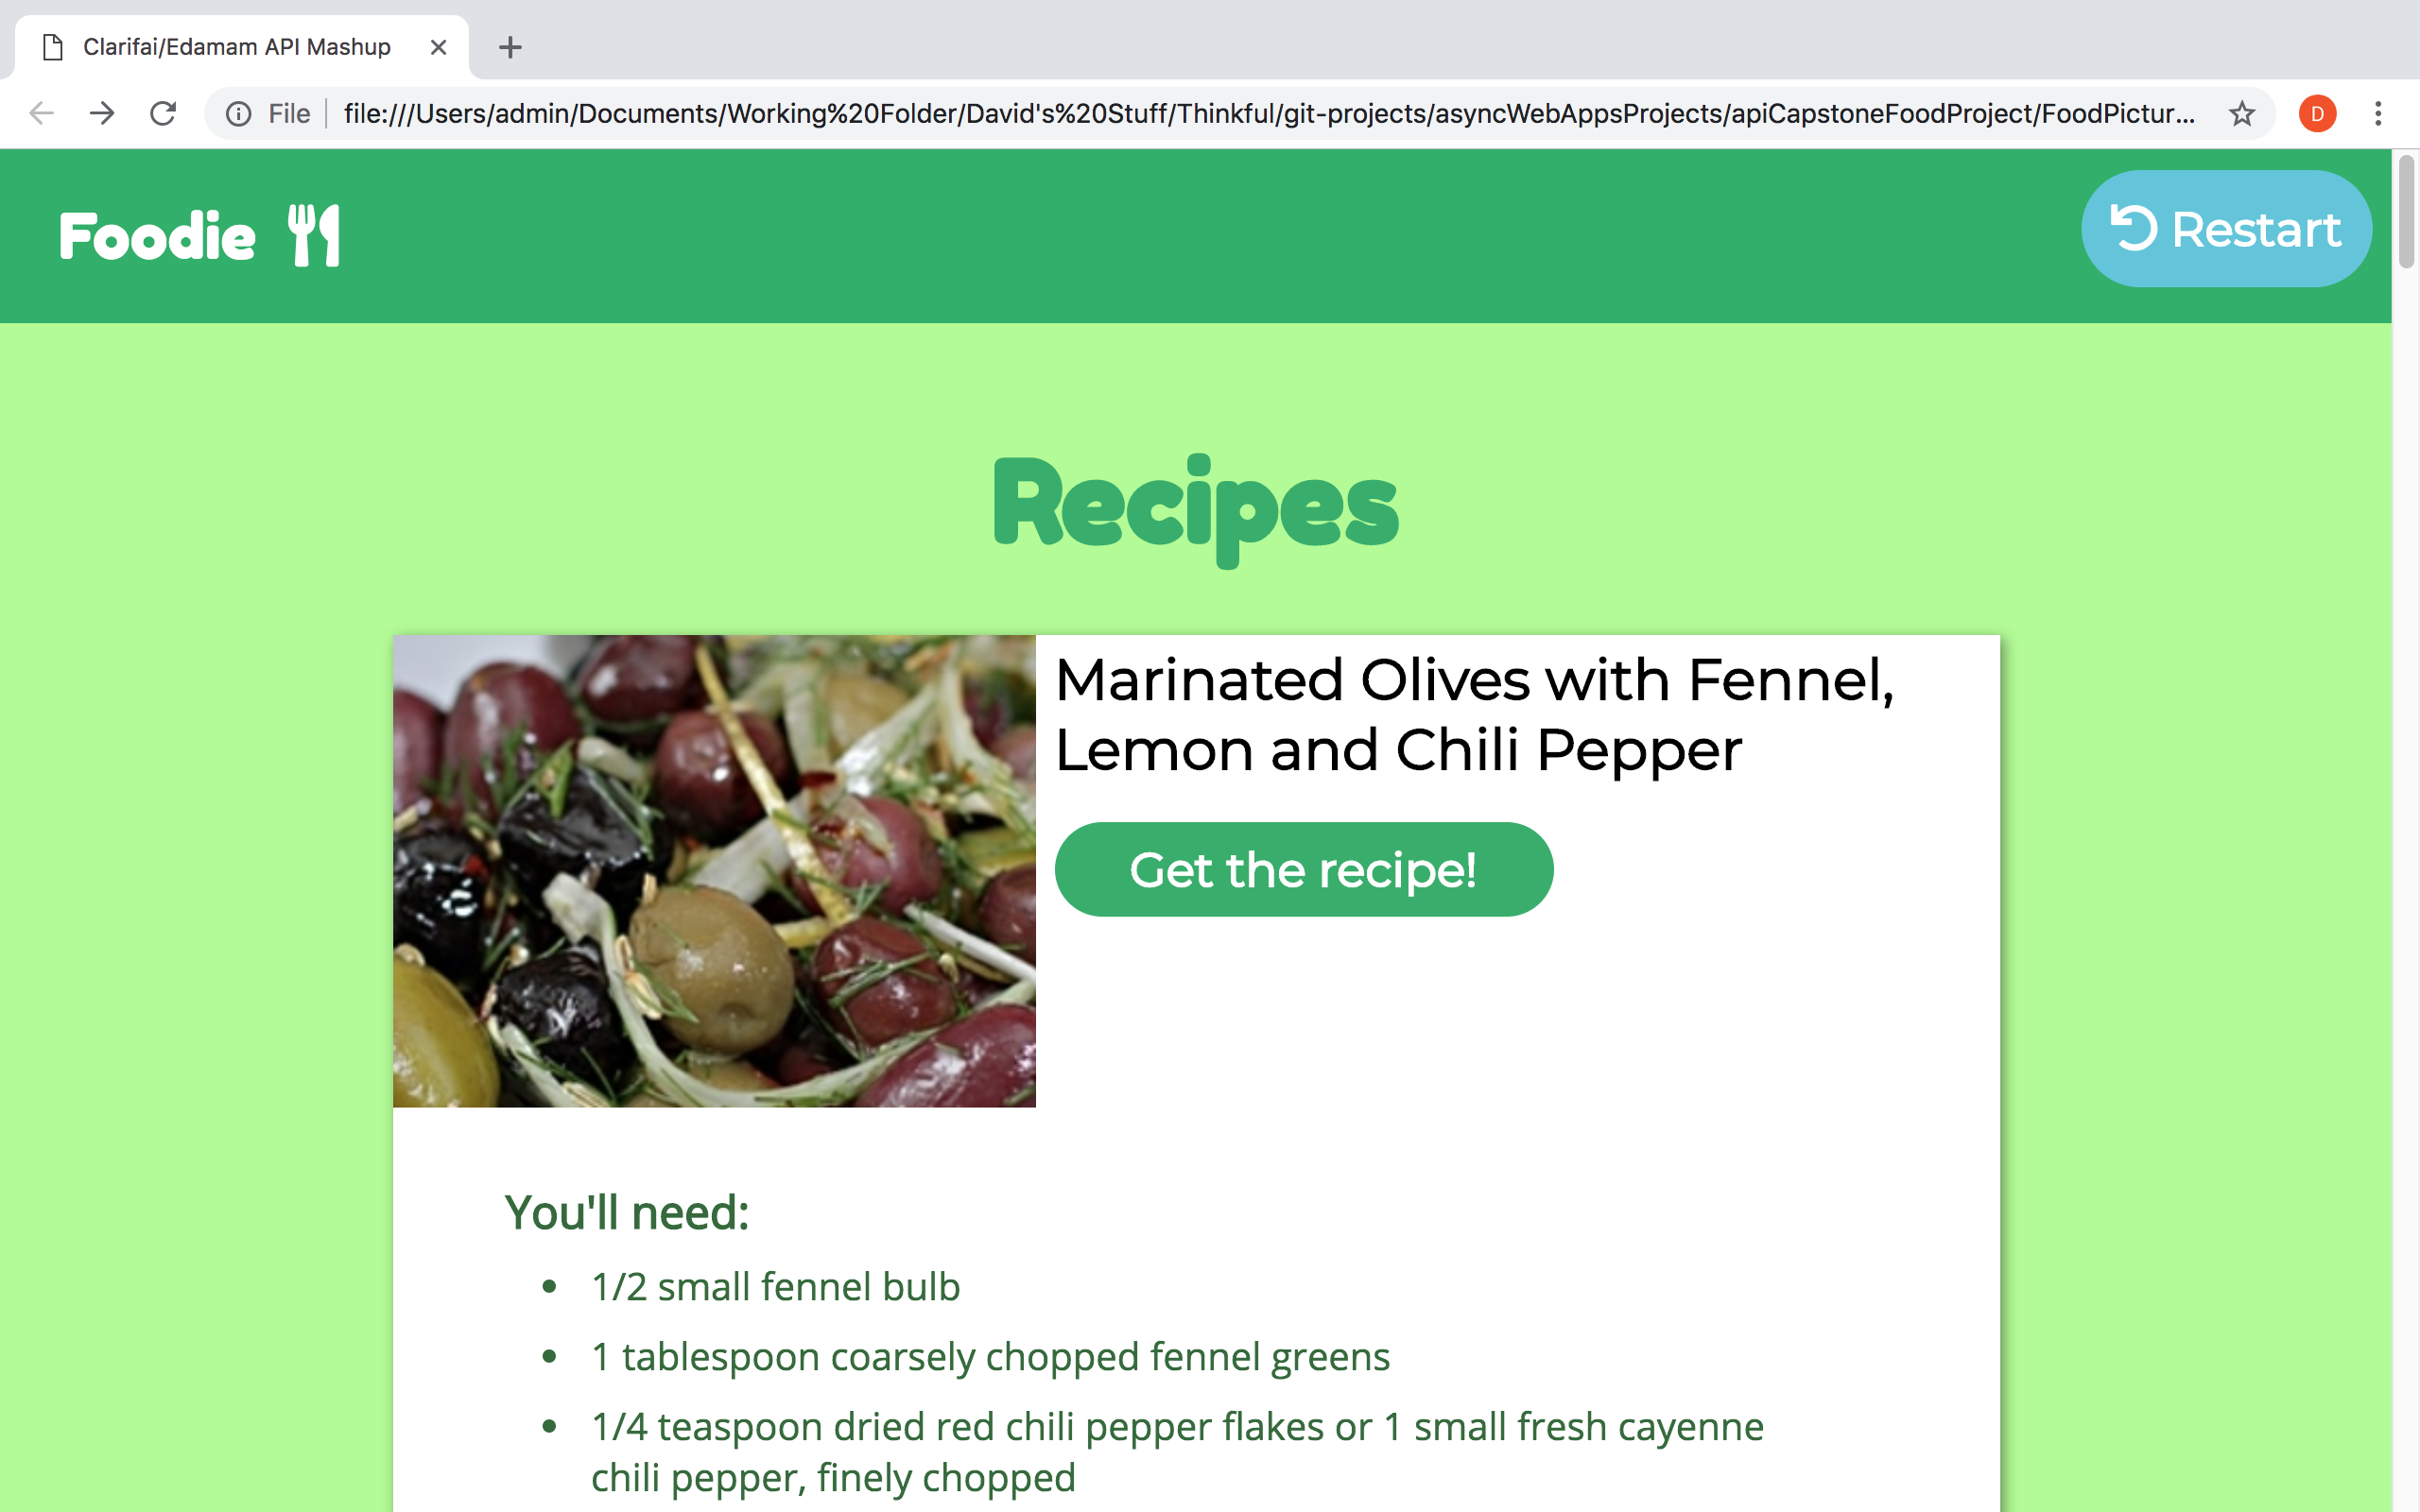 Clarifai/Edamam API Mashup
File
file:///Users/admin/Documents/Working%20Folder/David's%20Stuff/Thinkful/git-projects/asyncWebAppsProjects/apiCapstoneFoodProject/FoodPictur...
D
Foodie
Restart
Recipes
Marinated Olives with Fennel,
Lemon and Chili Pepper
Get the recipe!
You'll need:
1/2 small fennel bulb
1 tablespoon coarsely chopped fennel greens
1/4 teaspoon dried red chili pepper flakes or 1 small fresh cayenne
chili pepper, finely chopped